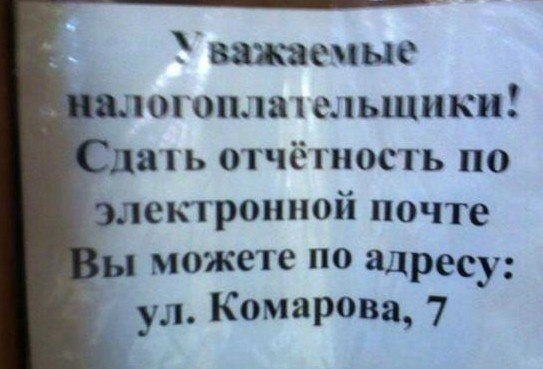 Уважаемые
налогоплательщики!
Сдать отчётность по
электронной почте
Вы можете по адресу:
ул. Комарова, 7